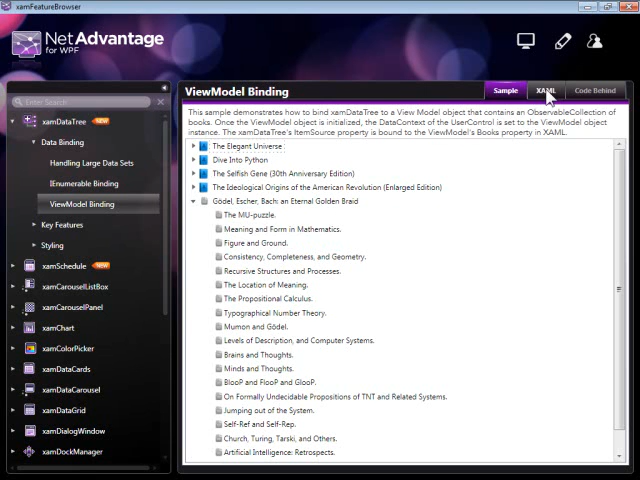 xamFeatureBrowser
NetAdvantage
for WPF
Enter Search
xamDataTree NEW
Data Binding
Handling Large Data Sets
IEnumerable Binding
ViewModel Binding
Key Features
Styling
xamSchedule NEW
xamCarouselListBox
xamCarouselPanel
xamChart
xamColorPicker
xamDataCards
xamDataCarousel
xamDataGrid
xamDialogWindow
xamDockManager
ViewModel Binding
Sample
XAML
Code Behind
This sample demonstrates how to bind xamDataTree to a View Model object that contains an ObservableCollection of
books. Once the ViewModel object is initialized, the DataContext of the UserControl is set to the ViewModel object
instance. The xamDataTree's ItemSource property is bound to the ViewModel's Books property in XAML.
The Elegant Universe
Dive Into Python
The Selfish Gene (30th Anniversary Edition)
The Ideological Origins of the American Revolution (Enlarged Edition)
Gödel, Escher, Bach: an Eternal Golden Braid
The MU-puzzle.
Meaning and Form in Mathematics.
Figure and Ground.
Consistency, Completeness, and Geometry.
Recursive Structures and Processes.
The Location of Meaning.
The Propositional Calculus.
Typographical Number Theory.
Mumon and Gödel.
Levels of Description, and Computer Systems.
Brains and Thoughts.
Minds and Thoughts.
BlooP and FlooP and GlooP.
On Formally Undecidable Propositions of TNT and Related Systems.
Jumping out of the System.
Self-Ref and Self-Rep.
Church, Turing, Tarski, and Others.
Artificial Intelligence: Retrospects.